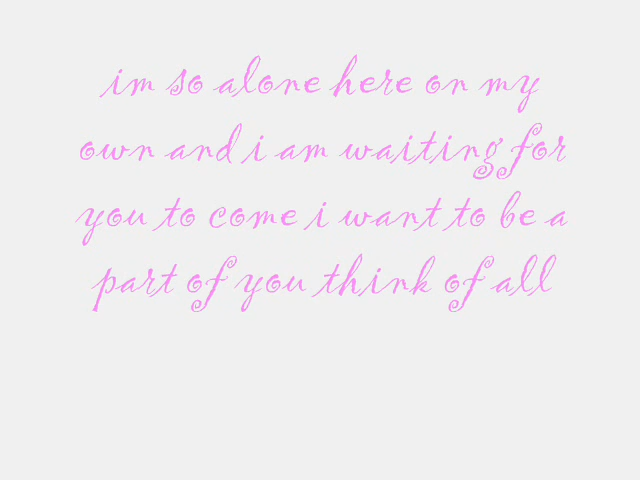 im so alone here on my
own and i am waiting for
you to come i want to be a
part of you think of all